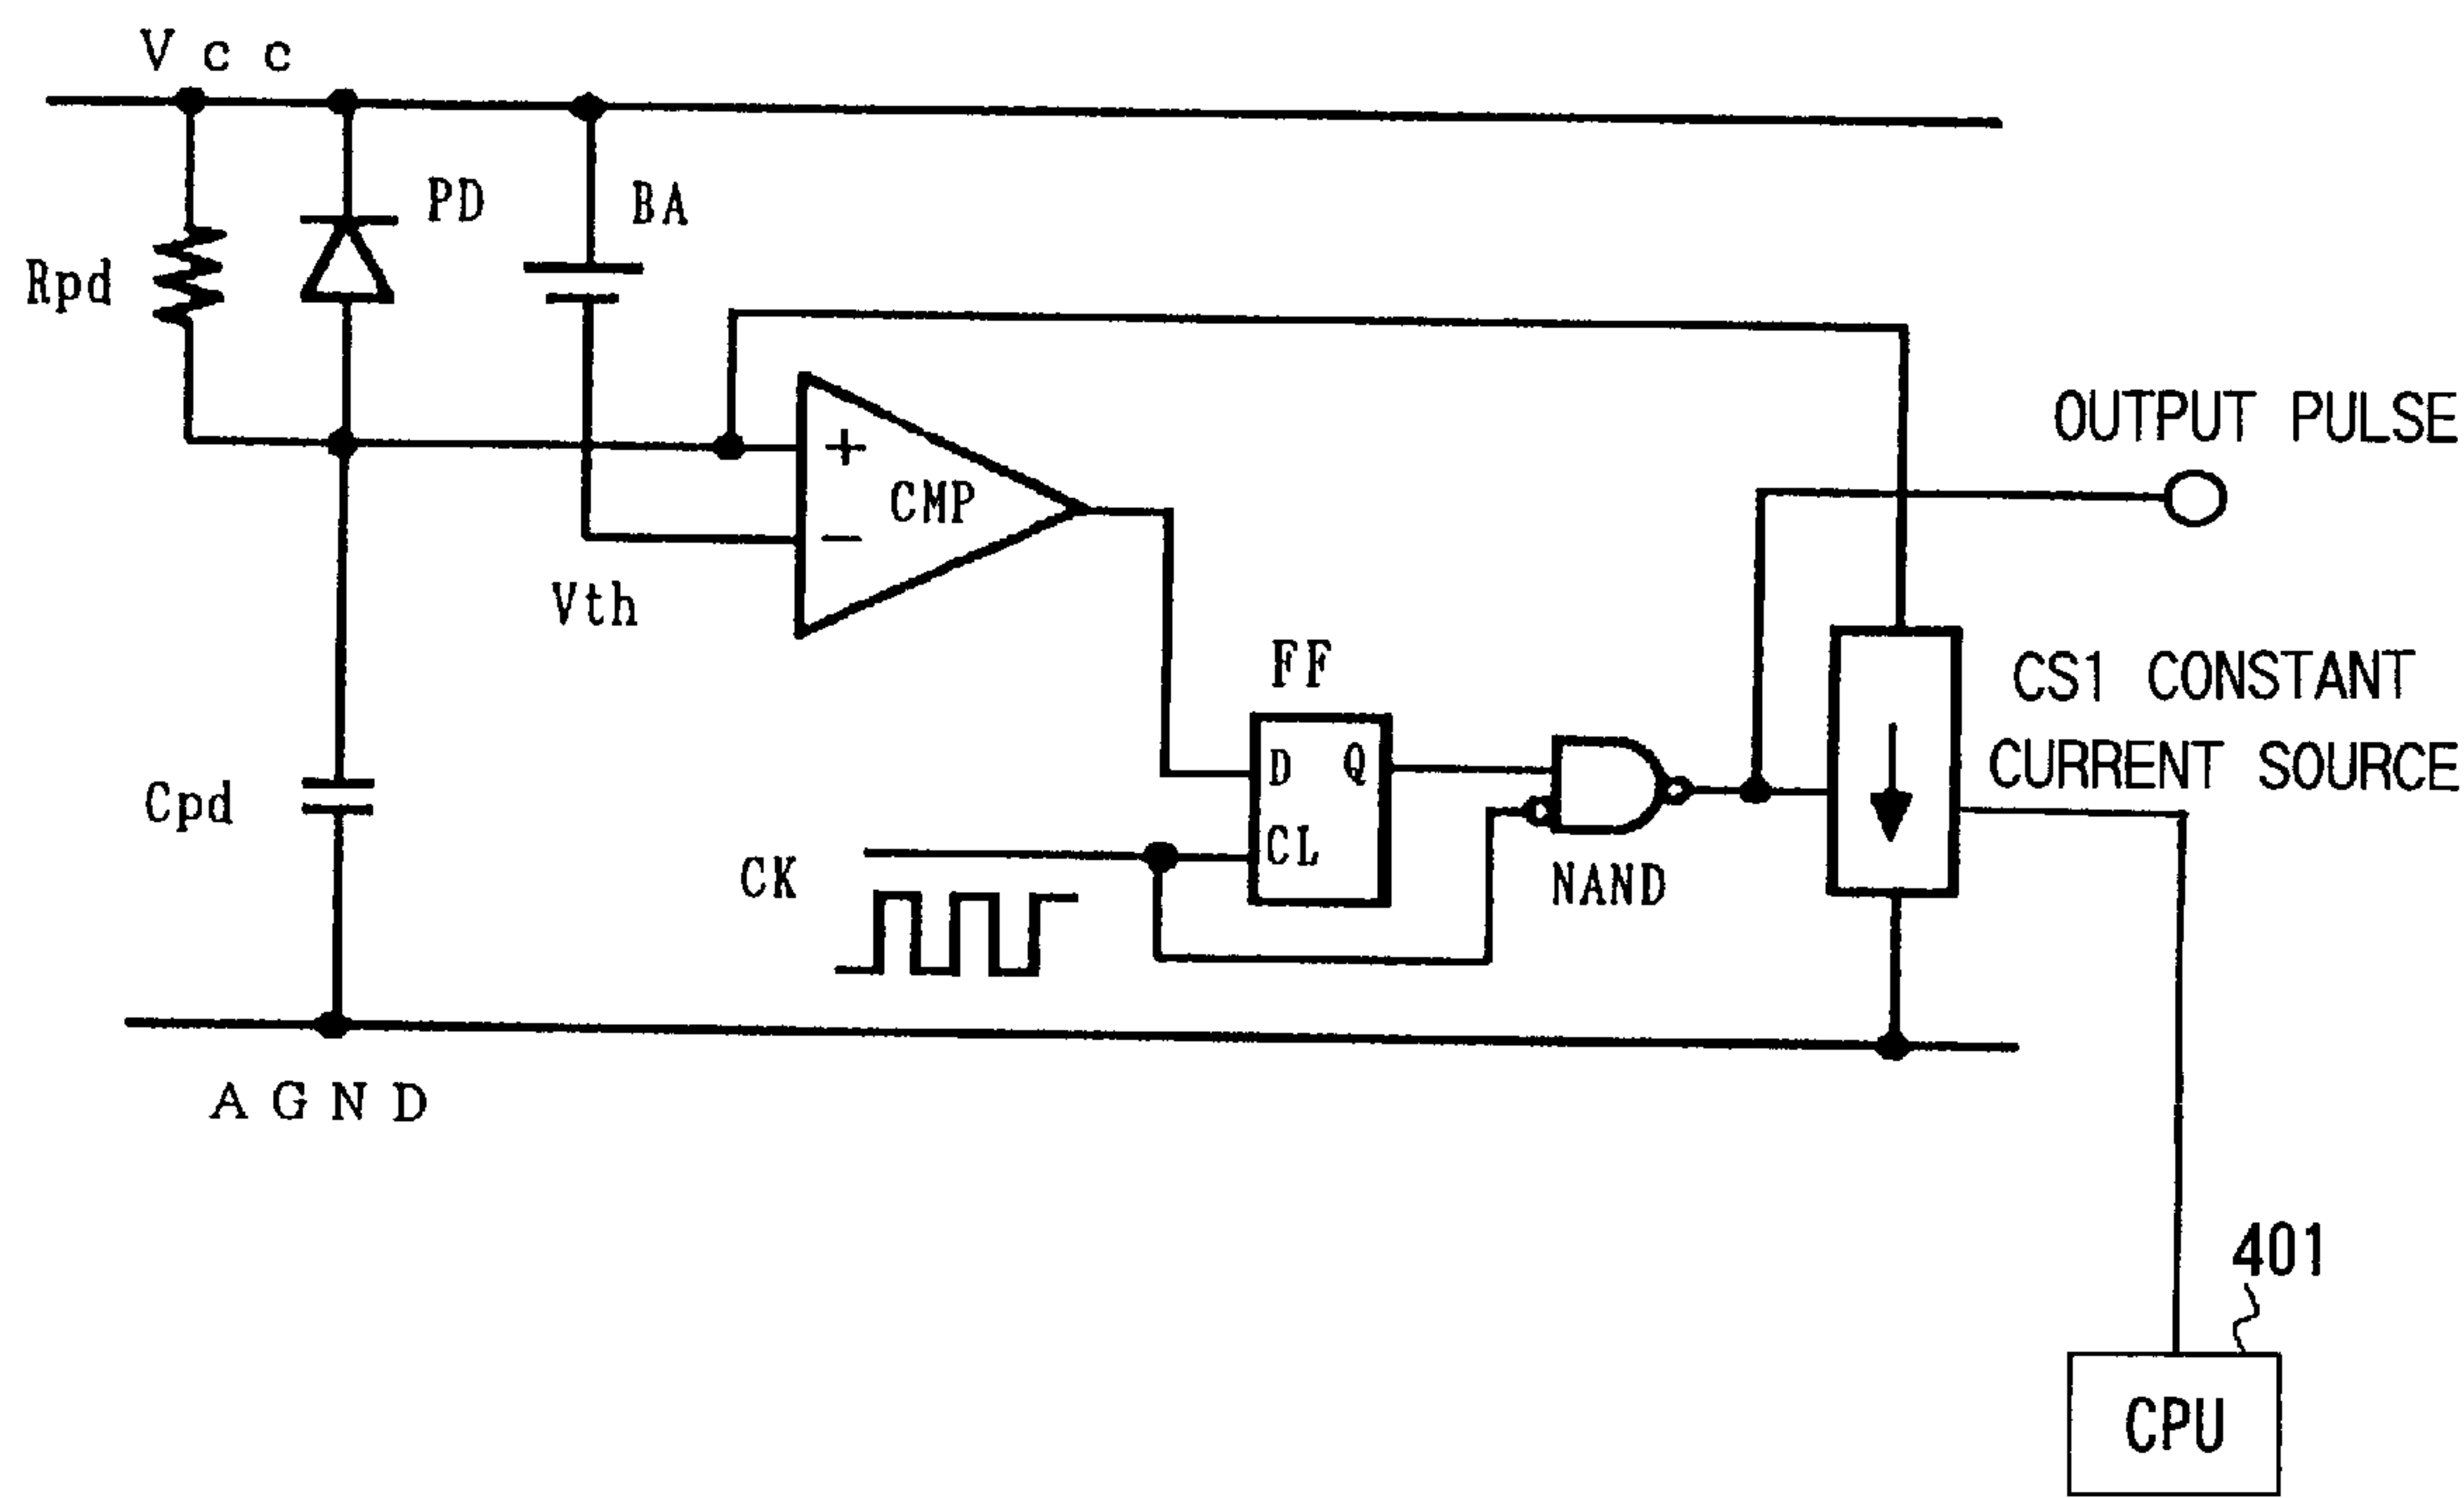 Vcc
PD
BA
Rpd
+
CMP
−
OUTPUT PULSE
Vth
FF
CS1 CONSTANT
CURRENT SOURCE
D Q
Cpd
CL
CK
NAND
AGND
401
CPU